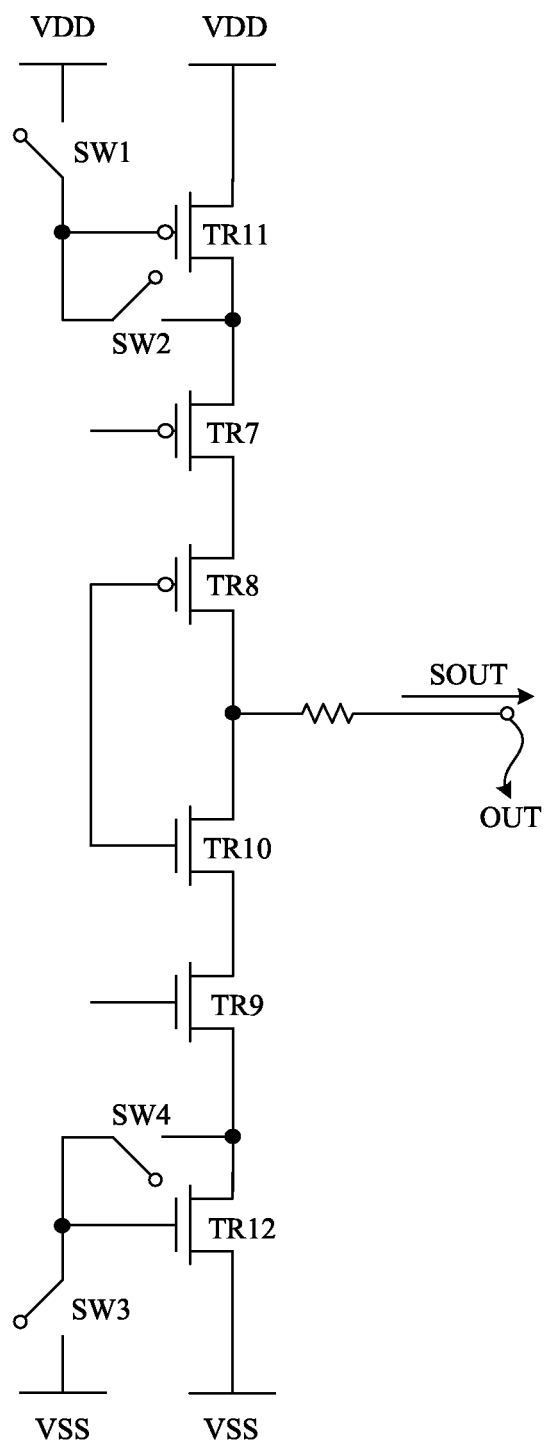 VDD VDD
SW1
TR11
SW2
TR7
TR8
SOUT
OUT
TR10
TR9
SW4
TR12
SW3
VSS VSS